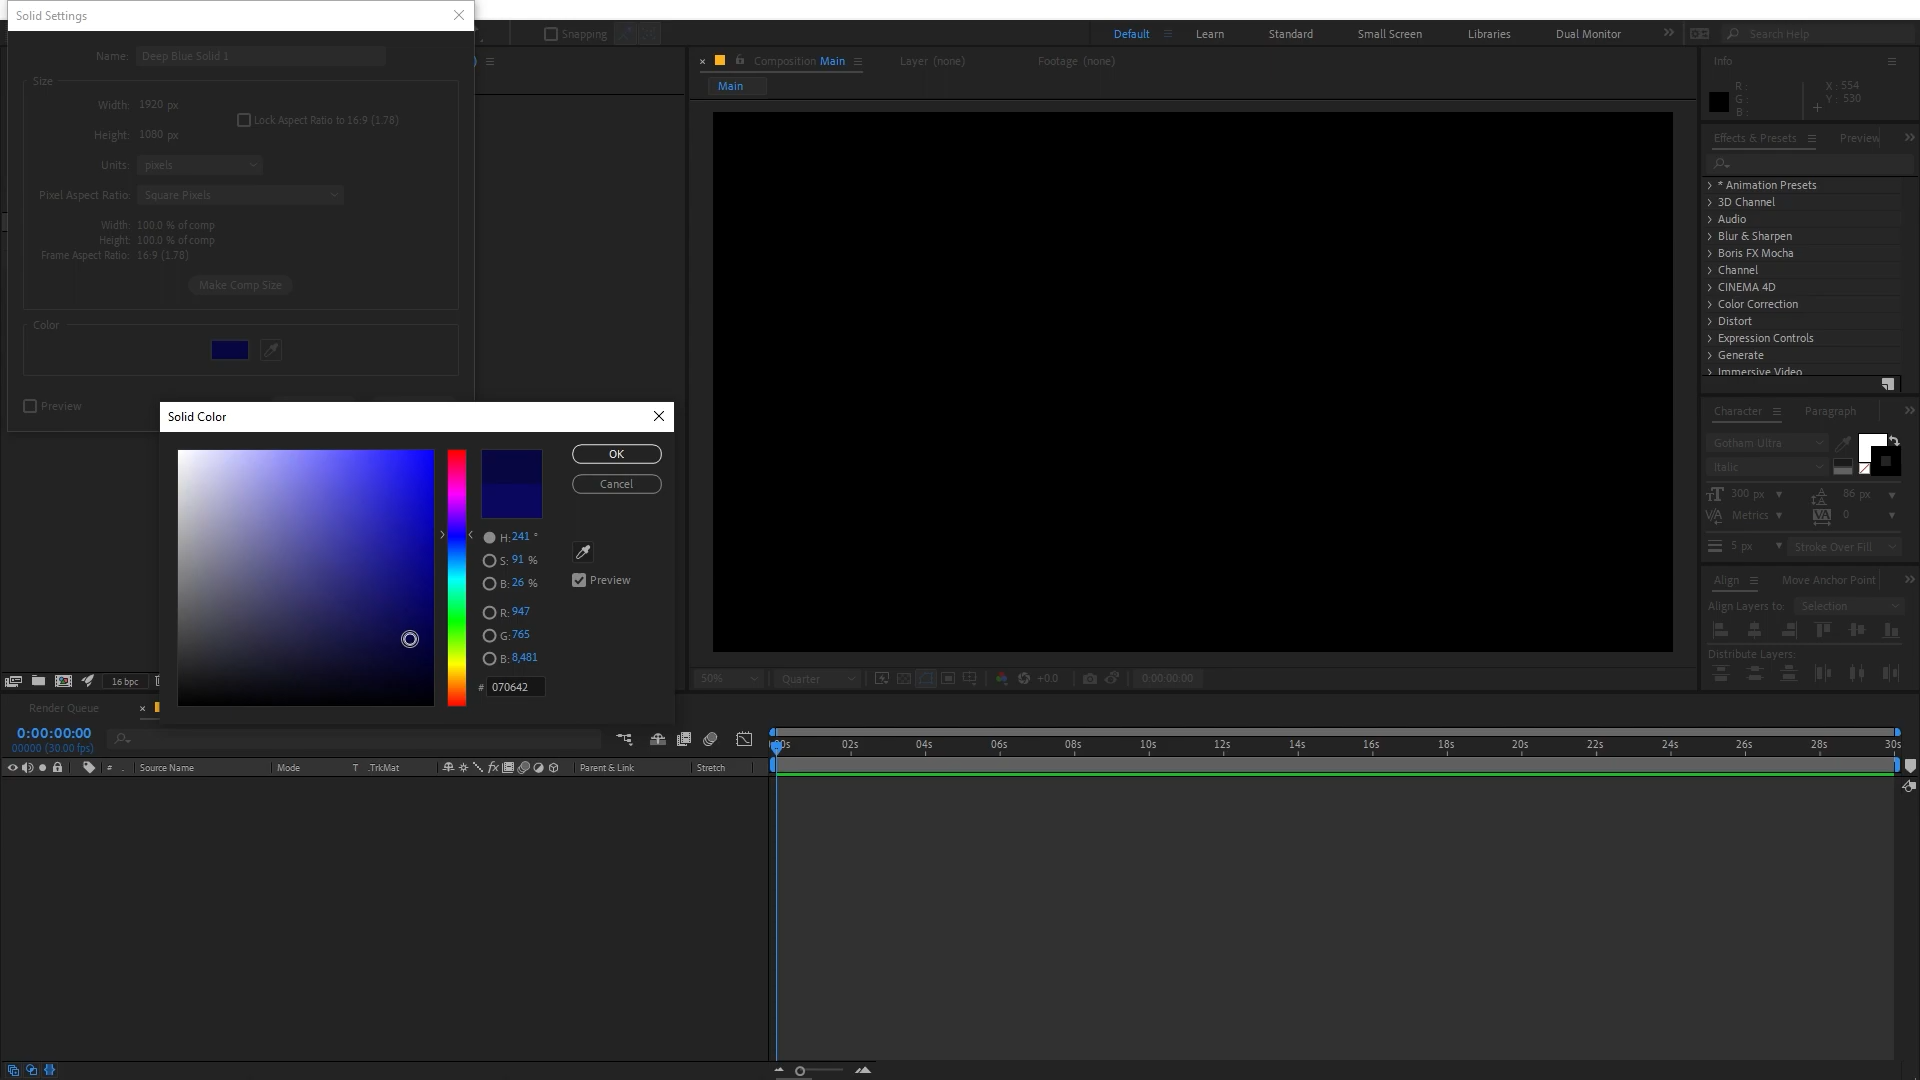 Solid Settings
Name: Deep Blue Solid 1
Size
Width: 1920 px
Lock Aspect Ratio to 16:9 (1.78)
Height: 1080 px
Units: pixels
Pixel Aspect Ratio: Square Pixels
Width: 100.0 % of comp
Height: 100.0 % of comp
Frame Aspect Ratio: 16:9 (1.78)
Make Comp Size
Color
Preview
Snapping
Default
Learn
Standard
Small Screen
Libraries
Dual Monitor
Search Help
Composition Main
Layer (none)
Footage (none)
Main
Info
R :
G :
B :
X : 554
Y : 530
Effects & Presets
Preview
* Animation Presets
3D Channel
Audio
Blur & Sharpen
Boris FX Mocha
Channel
CINEMA 4D
Color Correction
Distort
Expression Controls
Generate
Immersive Video
Character
Paragraph
Gotham Ultra
Italic
300 px
86 px
Metrics
0
5 px
Stroke Over Fill
Align
Move Anchor Point
Align Layers to: Selection
Distribute Layers:
Solid Color
OK
Cancel
H: 241 °
S: 91 %
B: 26 %
R: 947
G: 765
B: 8,481
# 070642
Preview
16 bpc
50%
Quarter
+0.0
0:00:00:00
Render Queue
0:00:00:00
00000 (30.00 fps)
# . Source Name
Mode
T .TrkMat
fx
Parent & Link
Stretch
00s 02s 04s 06s 08s 10s 12s 14s 16s 18s 20s 22s 24s 26s 28s 30s